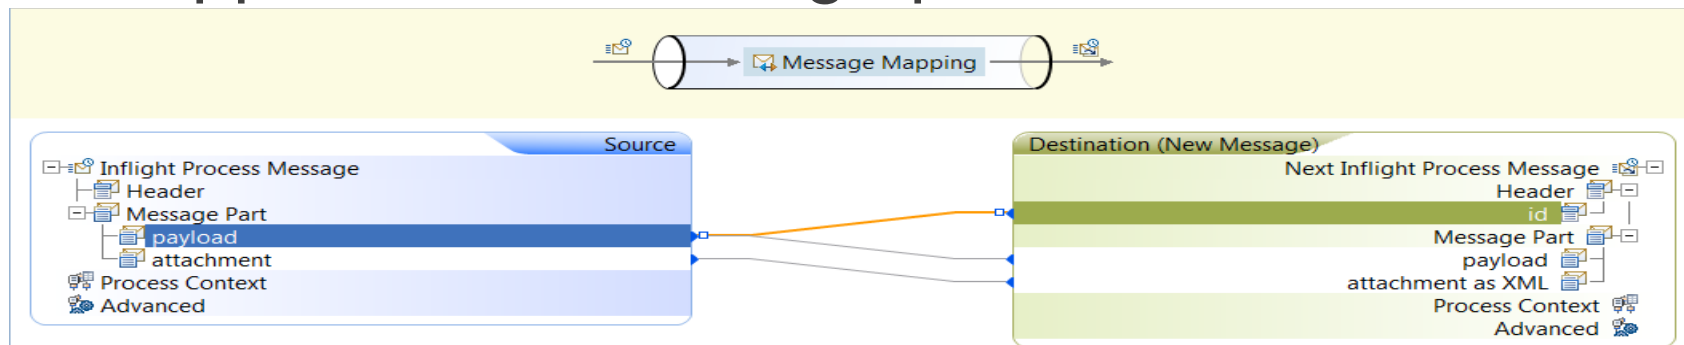 Message Mapping
Source
Inflight Process Message
Header
Message Part
payload
attachment
Process Context
Advanced
Destination (New Message)
Next Inflight Process Message
Header
id
Message Part
payload
attachment as XML
Process Context
Advanced